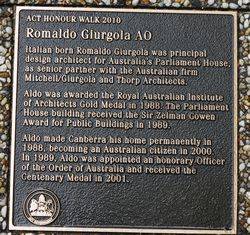 ACT HONOUR WALK 2010
Romaldo Giurgola AO
Italian born Romaldo Giurgola was principal
design architect for Australia's Parliament House,
as senior partner with the Australian firm
Mitchell/Giurgola and Thorp Architects.
Aldo was awarded the Royal Australian Institute
of Architects Gold Medal in 1988. The Parliament
House building received the Sir Zelman Cowen
Award for Public Buildings in 1989.
Aldo made Canberra his home permanently in
1988, becoming an Australian citizen in 2000.
In 1989, Aldo was appointed an honorary Officer
of the Order of Australia and received the
Centenary Medal in 2001.